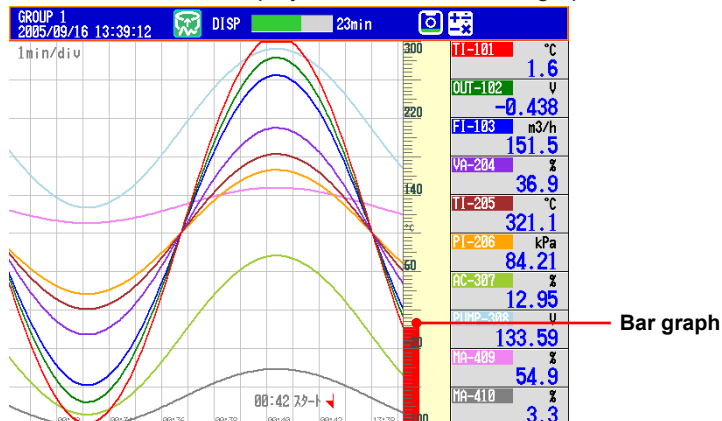 GROUP 1
2005/09/16 13:39:12
DISP
23min
1min/div
300
220
140
°C
60
-20
TI-101 °C
1.6
OUT-102 V
-0.438
FI-103 m3/h
151.5
VA-204 %
36.9
TI-205 °C
321.1
PI-206 kPa
84.21
AC-307 %
12.95
PUMP-308
133.59
MA-409 %
54.9
MA-410 %
3.3
Bar graph
00:42 スタート